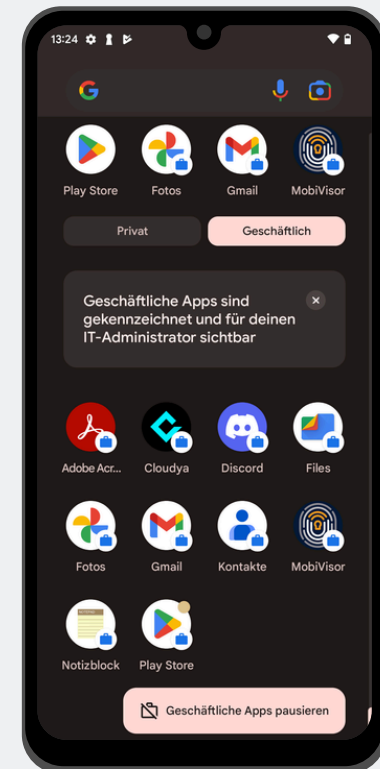 13:24
Play Store Fotos Gmail MobiVisor
Privat Geschäftlich
Geschäftliche Apps sind
gekennzeichnet und für deinen
IT-Administrator sichtbar
Adobe Acr... Cloudya Discord Files
Fotos Gmail Kontakte MobiVisor
Notizblock Play Store
Geschäftliche Apps pausieren